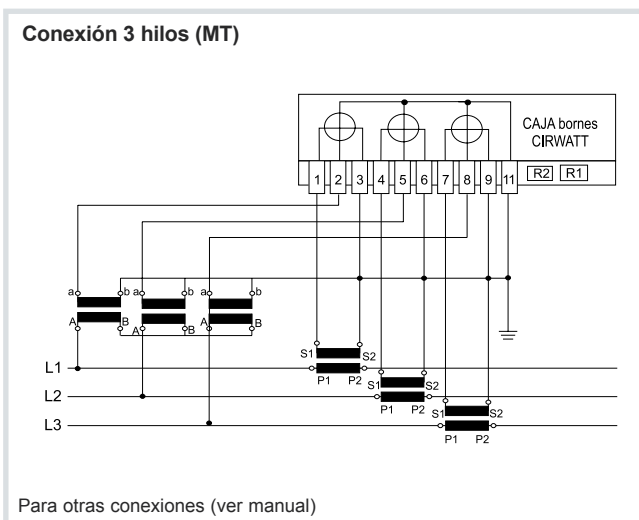 Conexión 3 hilos (MT)
CAJA bornes
CIRWATT
1 2 3 4 5 6 7 8 9 11 R2 R1
a b a b a b
A B A B A B
S1 S2
L1
P1 P2 S1 S2
L2
P1 P2 S1 S2
L3
P1 P2
Para otras conexiones (ver manual)